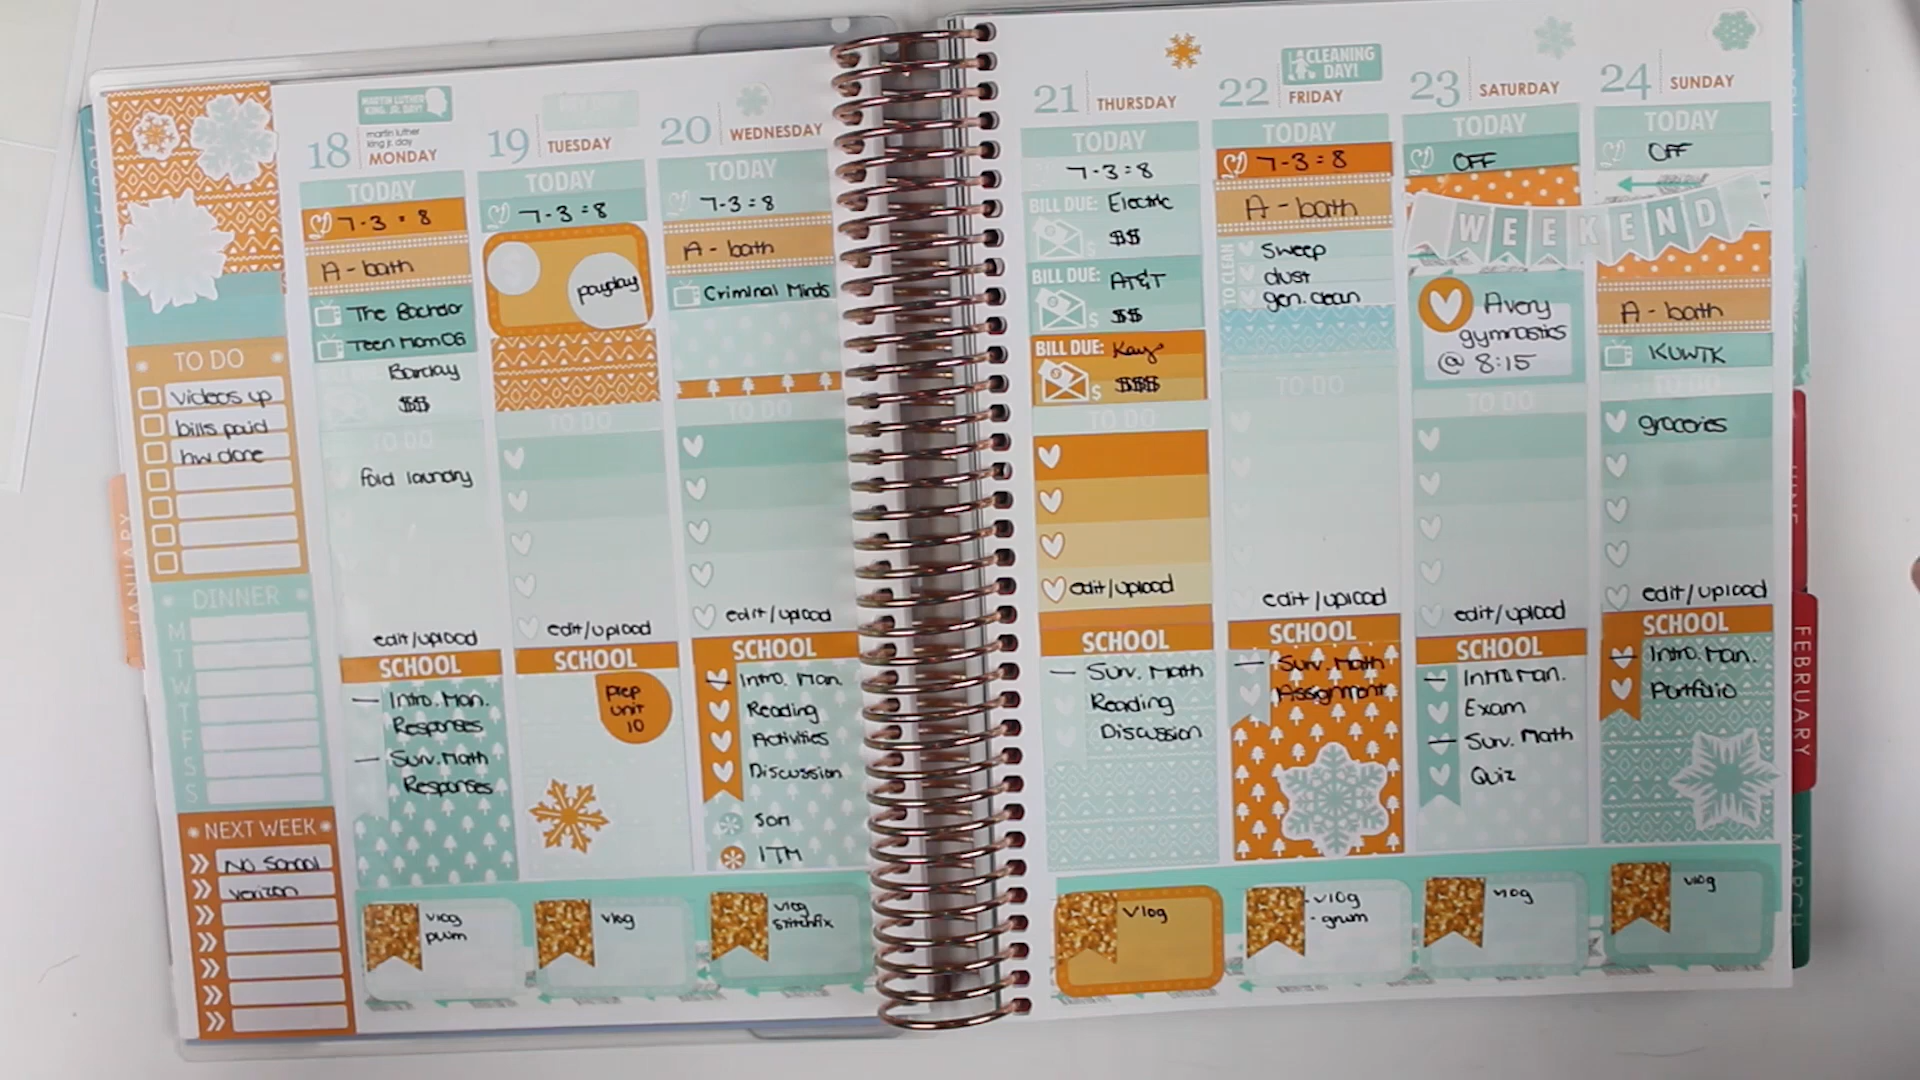 TO DO
videos up
bills paid
hw done
DINNER
M
T
W
T
F
S
S
NEXT WEEK
No School
verizon
MARTIN LUTHER
KING, JR. DAY!
18
martin luther
king jr. day
MONDAY
TODAY
7-3=8
A - bath
The Bachelor
Teen Mom OG
Barclay
$$
TO DO
fold laundry
edit/upload
SCHOOL
— Intro. Man.
Responses
— Surv. Math
Responses
vlog
pwm
19
TUESDAY
TODAY
7-3=8
payday
TO DO
edit/upload
SCHOOL
prep
unit
10
vlog
20
WEDNESDAY
TODAY
7-3=8
A - bath
Criminal Minds
TO DO
edit/upload
SCHOOL
— Intro. Man.
Reading
Activities
Discussion
Som
ITM
vlog
stitchfix
21
THURSDAY
TODAY
7-3=8
BILL DUE: Electric
$ $$
BILL DUE: AT&T
$ $$
BILL DUE: Kay
$ $$$
TO DO
edit/upload
SCHOOL
— Surv. Math
Reading
Discussion
Vlog
CLEANING
DAY!
22
FRIDAY
TODAY
7-3=8
A - bath
TO CLEAN
Sweep
dust
gen. clean
TO DO
edit/upload
SCHOOL
— Surv. Math
Assignment
- vlog
- grwm
23
SATURDAY
TODAY
OFF
WEEKEND
Avery
gymnastics
@ 8:15
TO DO
edit/upload
SCHOOL
— Intro Man.
Exam
— Surv. Math
Quiz
vlog
24
SUNDAY
TODAY
OFF
A - bath
KUWTK
TO DO
groceries
edit/upload
SCHOOL
— Intro. Man.
Portfolio
vlog
JANUARY
JUNE
FEBRUARY
MARCH